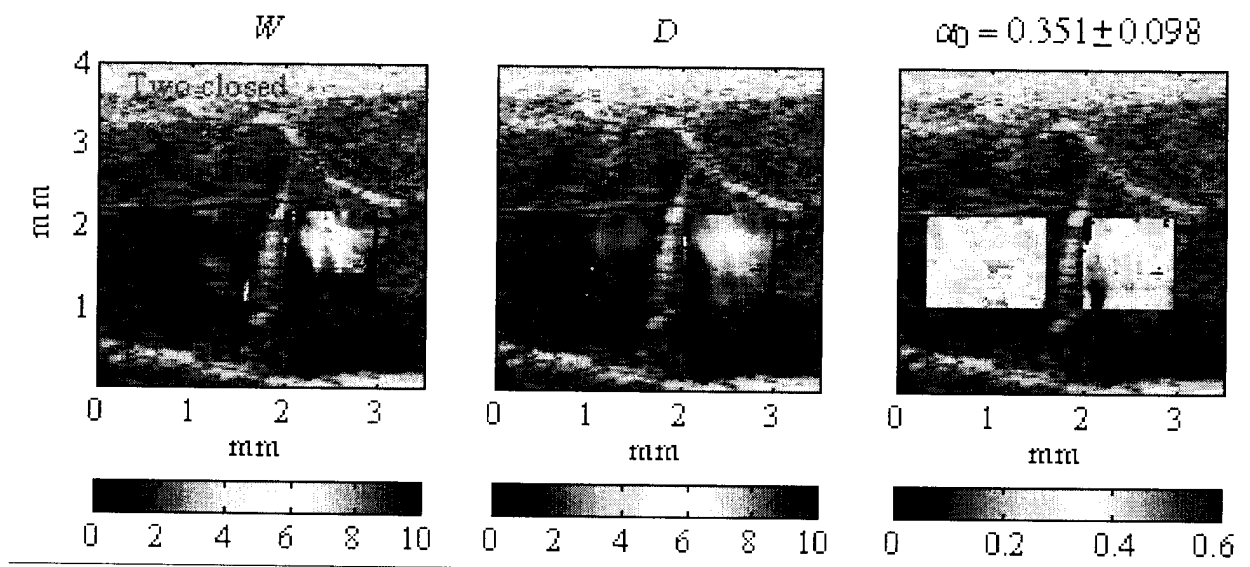 W D α₀ = 0.351±0.098
Two closed
4
3
2
1
mm
0 1 2 3 0 1 2 3 0 1 2 3
mm mm mm
0 2 4 6 8 10 0 2 4 6 8 10 0 0.2 0.4 0.6